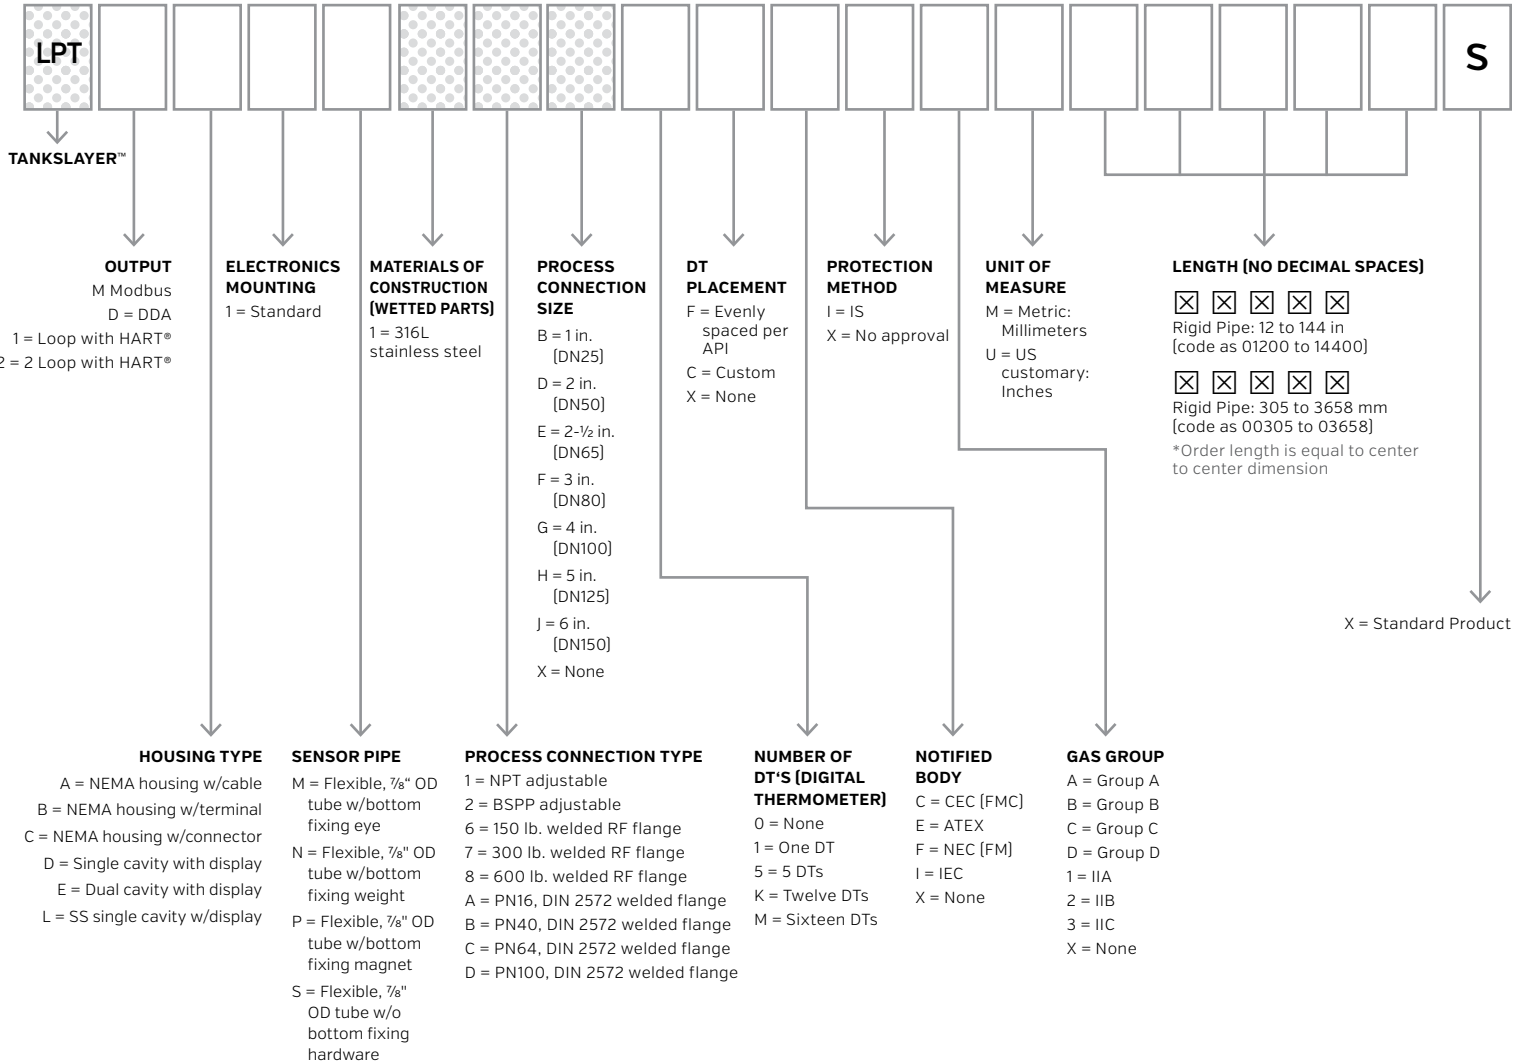 LPT
S
TANKSLAYER™
OUTPUT
M Modbus
D = DDA
1 = Loop with HART®
2 = 2 Loop with HART®
ELECTRONICS
MOUNTING
1 = Standard
MATERIALS OF
CONSTRUCTION
(WETTED PARTS)
1 = 316L
stainless steel
PROCESS
CONNECTION
SIZE
B = 1 in.
(DN25)
D = 2 in.
(DN50)
E = 2-½ in.
(DN65)
F = 3 in.
(DN80)
G = 4 in.
(DN100)
H = 5 in.
(DN125)
J = 6 in.
(DN150)
X = None
DT
PLACEMENT
F = Evenly
spaced per
API
C = Custom
X = None
PROTECTION
METHOD
I = IS
X = No approval
UNIT OF
MEASURE
M = Metric:
Millimeters
U = US
customary:
Inches
LENGTH (NO DECIMAL SPACES)
Rigid Pipe: 12 to 144 in
(code as 01200 to 14400)
Rigid Pipe: 305 to 3658 mm
(code as 00305 to 03658)
*Order length is equal to center
to center dimension
X = Standard Product
HOUSING TYPE
A = NEMA housing w/cable
B = NEMA housing w/terminal
C = NEMA housing w/connector
D = Single cavity with display
E = Dual cavity with display
L = SS single cavity w/display
SENSOR PIPE
M = Flexible, ⅞“ OD
tube w/bottom
fixing eye
N = Flexible, ⅞" OD
tube w/bottom
fixing weight
P = Flexible, ⅞" OD
tube w/bottom
fixing magnet
S = Flexible, ⅞"
OD tube w/o
bottom fixing
hardware
PROCESS CONNECTION TYPE
1 = NPT adjustable
2 = BSPP adjustable
6 = 150 lb. welded RF flange
7 = 300 lb. welded RF flange
8 = 600 lb. welded RF flange
A = PN16, DIN 2572 welded flange
B = PN40, DIN 2572 welded flange
C = PN64, DIN 2572 welded flange
D = PN100, DIN 2572 welded flange
NUMBER OF
DT‘S (DIGITAL
THERMOMETER)
0 = None
1 = One DT
5 = 5 DTs
K = Twelve DTs
M = Sixteen DTs
NOTIFIED
BODY
C = CEC (FMC)
E = ATEX
F = NEC (FM)
I = IEC
X = None
GAS GROUP
A = Group A
B = Group B
C = Group C
D = Group D
1 = IIA
2 = IIB
3 = IIC
X = None